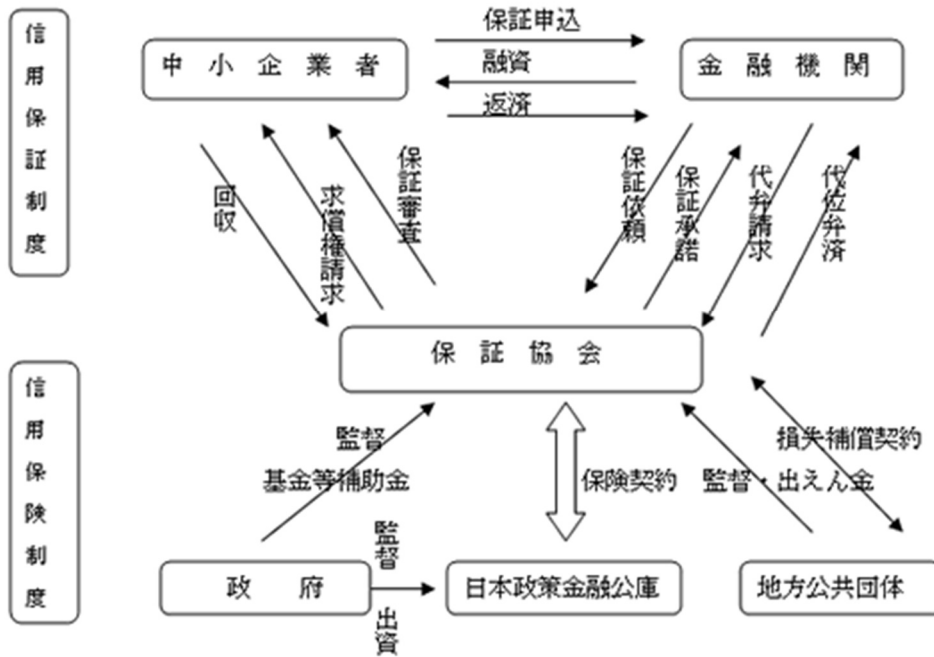 信用保証制度
中小企業者
保証申込
融資
返済
金融機関
回収
求償権請求
保証審査
保証依頼
保証承諾
代弁請求
代位弁済
保証協会
信用保険制度
監督
基金等補助金
保険契約
損失補償契約
監督・出えん金
政府
監督
出資
日本政策金融公庫
地方公共団体